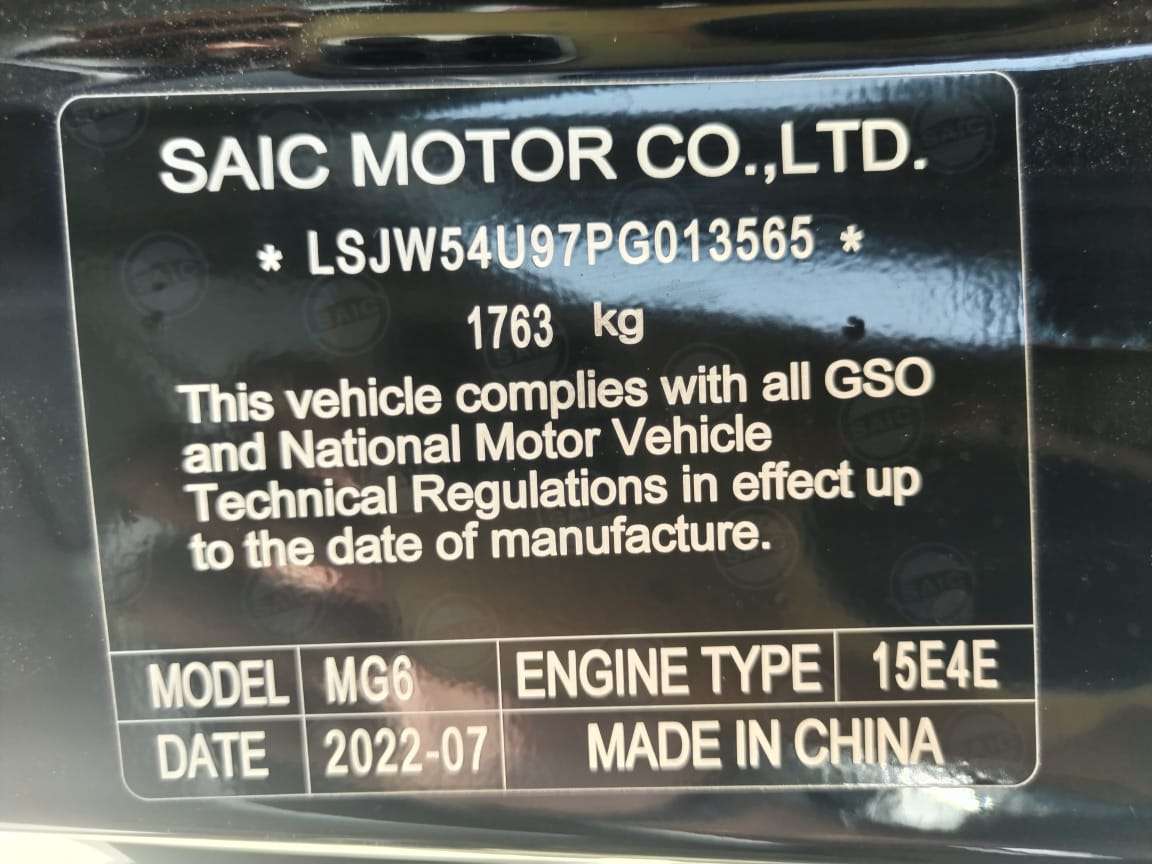 SAIC MOTOR CO.,LTD.
* LSJW54U97PG013565 *
1763 kg
This vehicle complies with all GSO
and National Motor Vehicle
Technical Regulations in effect up
to the date of manufacture.
MODEL MG6 ENGINE TYPE 15E4E
DATE 2022-07 MADE IN CHINA